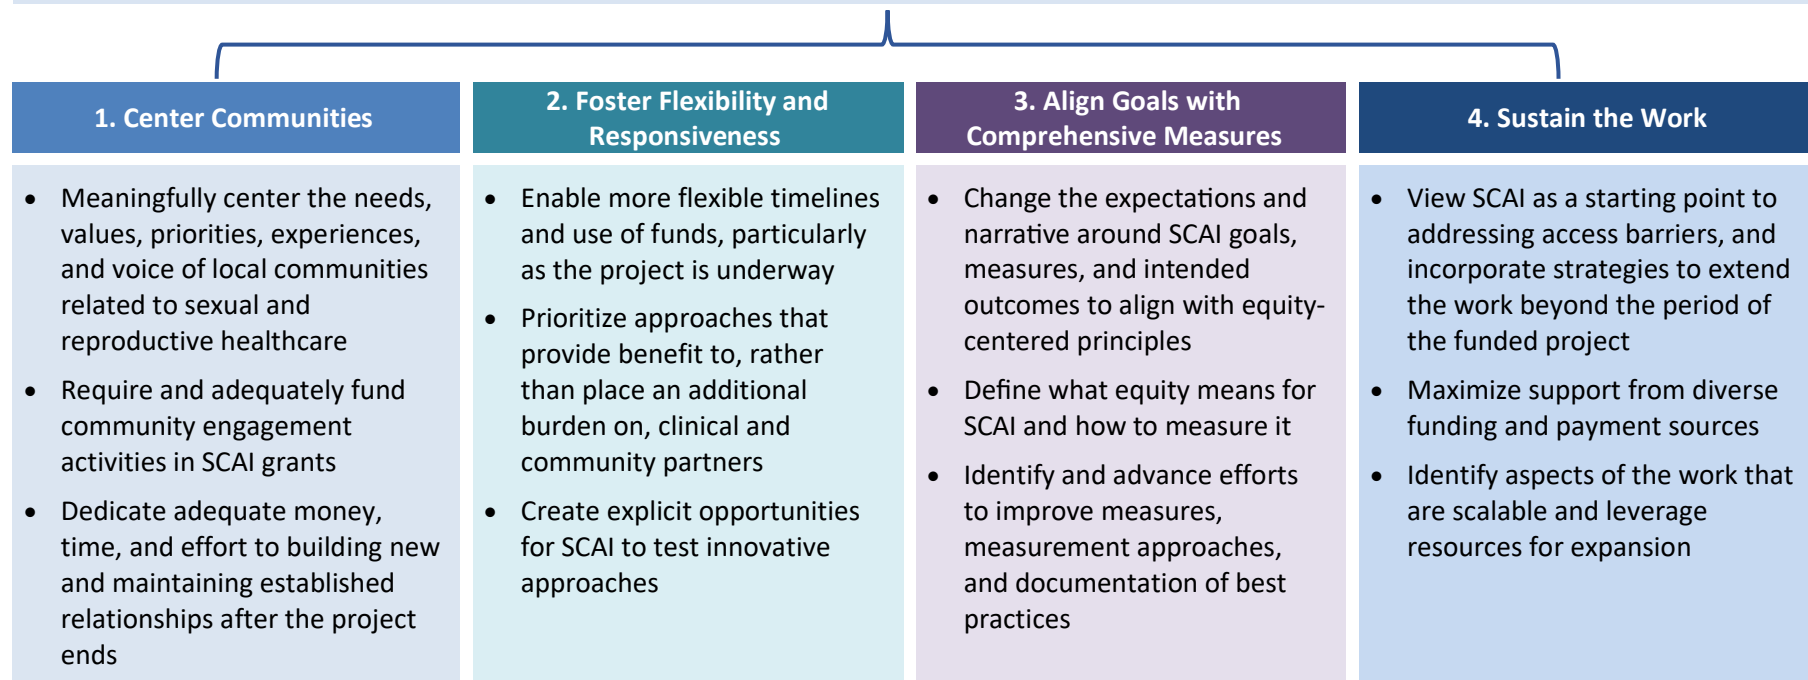 1. Center Communities
• Meaningfully center the needs,
values, priorities, experiences,
and voice of local communities
related to sexual and
reproductive healthcare
• Require and adequately fund
community engagement
activities in SCAI grants
• Dedicate adequate money,
time, and effort to building new
and maintaining established
relationships after the project
ends
2. Foster Flexibility and
Responsiveness
• Enable more flexible timelines
and use of funds, particularly
as the project is underway
• Prioritize approaches that
provide benefit to, rather
than place an additional
burden on, clinical and
community partners
• Create explicit opportunities
for SCAI to test innovative
approaches
3. Align Goals with
Comprehensive Measures
• Change the expectations and
narrative around SCAI goals,
measures, and intended
outcomes to align with equity-
centered principles
• Define what equity means for
SCAI and how to measure it
• Identify and advance efforts
to improve measures,
measurement approaches,
and documentation of best
practices
4. Sustain the Work
• View SCAI as a starting point to
addressing access barriers, and
incorporate strategies to extend
the work beyond the period of
the funded project
• Maximize support from diverse
funding and payment sources
• Identify aspects of the work that
are scalable and leverage
resources for expansion